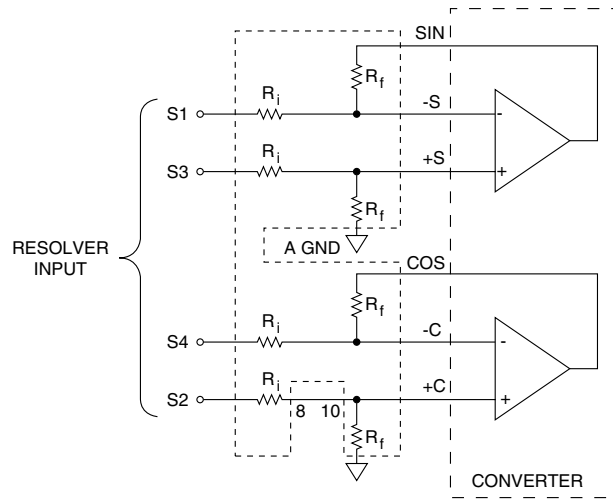 SIN
R_f
R_i
S1
-S
-
R_i
S3
+S
+
R_f
RESOLVER
INPUT
A GND
COS
R_f
R_i
S4
-C
-
R_i
S2
+C
+
8 10
R_f
CONVERTER